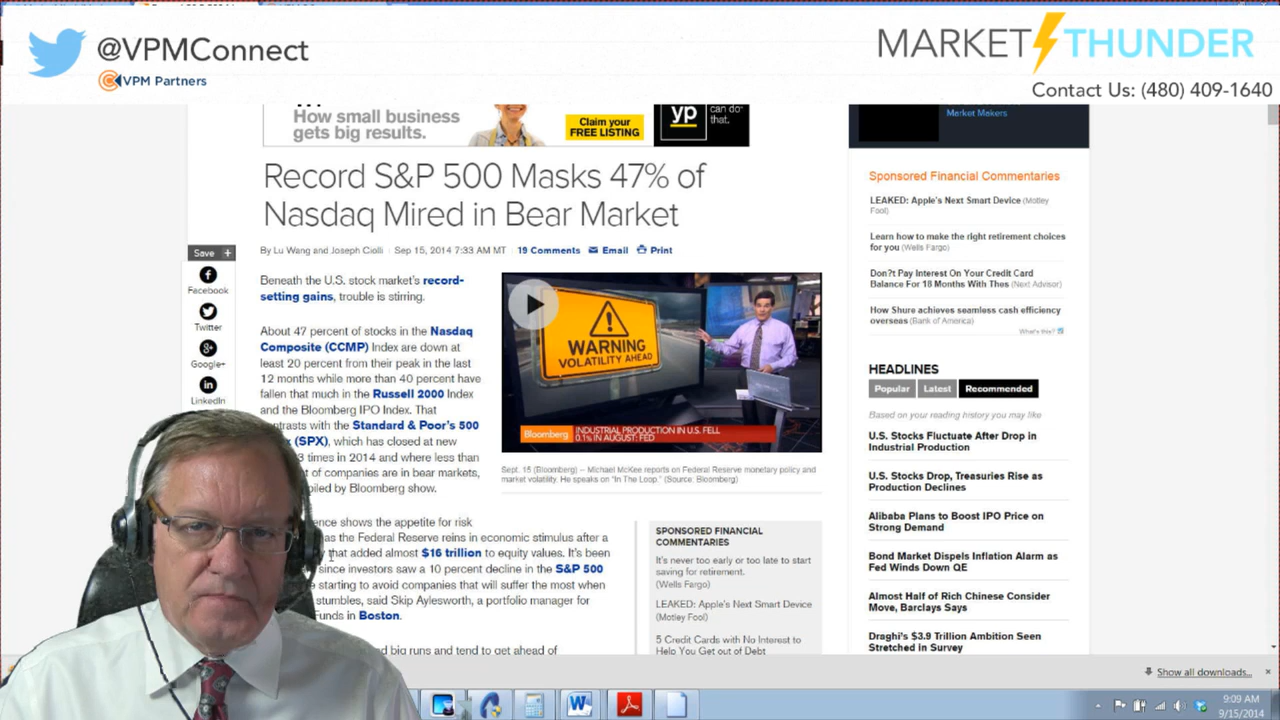 @VPMConnect
VPM Partners
MARKET THUNDER
Contact Us: (480) 409-1640
How small business
gets big results.
Claim your
FREE LISTING
yp
can do
that.
Market Makers
Record S&P 500 Masks 47% of
Nasdaq Mired in Bear Market
By Lu Wang and Joseph Ciolli | Sep 15, 2014 7:33 AM MT | 19 Comments Email Print
Save +
Facebook
Twitter
Google+
LinkedIn
Beneath the U.S. stock market's record-
setting gains, trouble is stirring.
About 47 percent of stocks in the Nasdaq
Composite (CCMP) Index are down at
least 20 percent from their peak in the last
12 months while more than 40 percent have
fallen that much in the Russell 2000 Index
and the Bloomberg IPO Index. That
with the Standard & Poor's 500
(SPX), which has closed at new
times in 2014 and where less than
of companies are in bear markets,
by Bloomberg show.
shows the appetite for risk
as the Federal Reserve reins in economic stimulus after a
that added almost $16 trillion to equity values. It's been
since investors saw a 10 percent decline in the S&P 500
starting to avoid companies that will suffer the most when
stumbles, said Skip Aylesworth, a portfolio manager for
Funds in Boston.
big runs and tend to get ahead of
WARNING
VOLATILITY AHEAD
Bloomberg
INDUSTRIAL PRODUCTION IN U.S. FELL
0.1% IN AUGUST: FED
Sept. 15 (Bloomberg) -- Michael McKee reports on Federal Reserve monetary policy and
market volatility. He speaks on "In The Loop." (Source: Bloomberg)
SPONSORED FINANCIAL
COMMENTARIES
It's never too early or too late to start
saving for retirement.
(Wells Fargo)
LEAKED: Apple's Next Smart Device
(Motley Fool)
5 Credit Cards with No Interest to
Help You Get out of Debt
Sponsored Financial Commentaries
LEAKED: Apple's Next Smart Device (Motley
Fool)
Learn how to make the right retirement choices
for you (Wells Fargo)
Don?t Pay Interest On Your Credit Card
Balance For 18 Months With Thes (Next Advisor)
How Shure achieves seamless cash efficiency
overseas (Bank of America)
What's this?
HEADLINES
Popular Latest Recommended
Based on your reading history you may like
U.S. Stocks Fluctuate After Drop in
Industrial Production
U.S. Stocks Drop, Treasuries Rise as
Production Declines
Alibaba Plans to Boost IPO Price on
Strong Demand
Bond Market Dispels Inflation Alarm as
Fed Winds Down QE
Almost Half of Rich Chinese Consider
Move, Barclays Says
Draghi's $3.9 Trillion Ambition Seen
Stretched in Survey
Show all downloads...
9:09 AM
9/15/2014